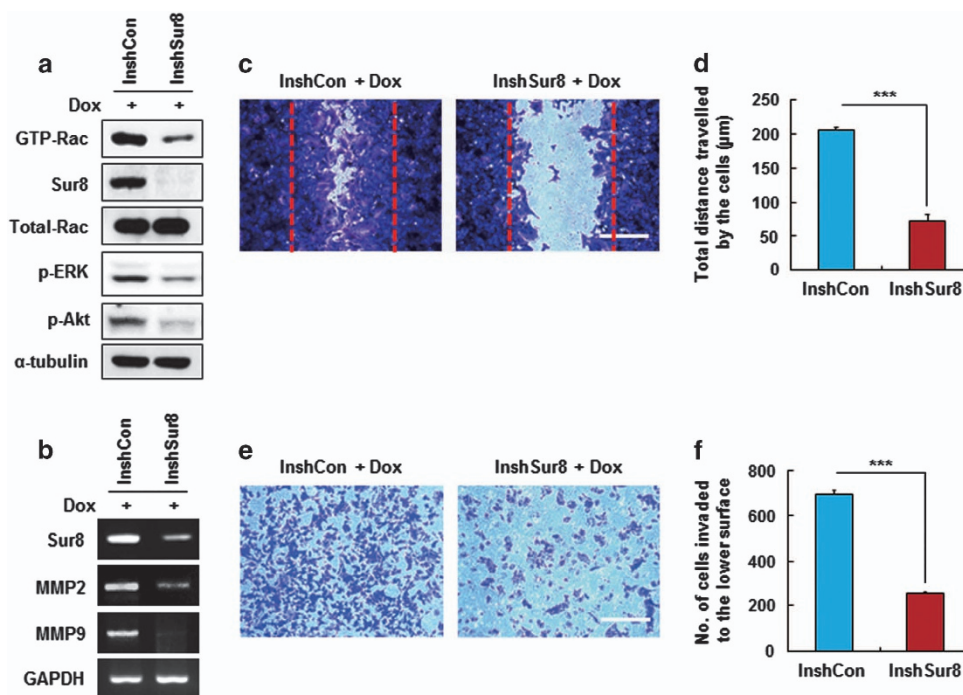 a
InshCon
InshSur8
Dox + +
GTP-Rac
Sur8
Total-Rac
p-ERK
p-Akt
α-tubulin
b
InshCon
InshSur8
Dox + +
Sur8
MMP2
MMP9
GAPDH
c
InshCon + Dox
InshSur8 + Dox
d
Total distance travelled
by the cells (µm)
250
200
150
100
50
0
***
InshCon
InshSur8
e
InshCon + Dox
InshSur8 + Dox
f
No. of cells invaded
to the lower surface
800
600
400
200
0
***
InshCon
InshSur8